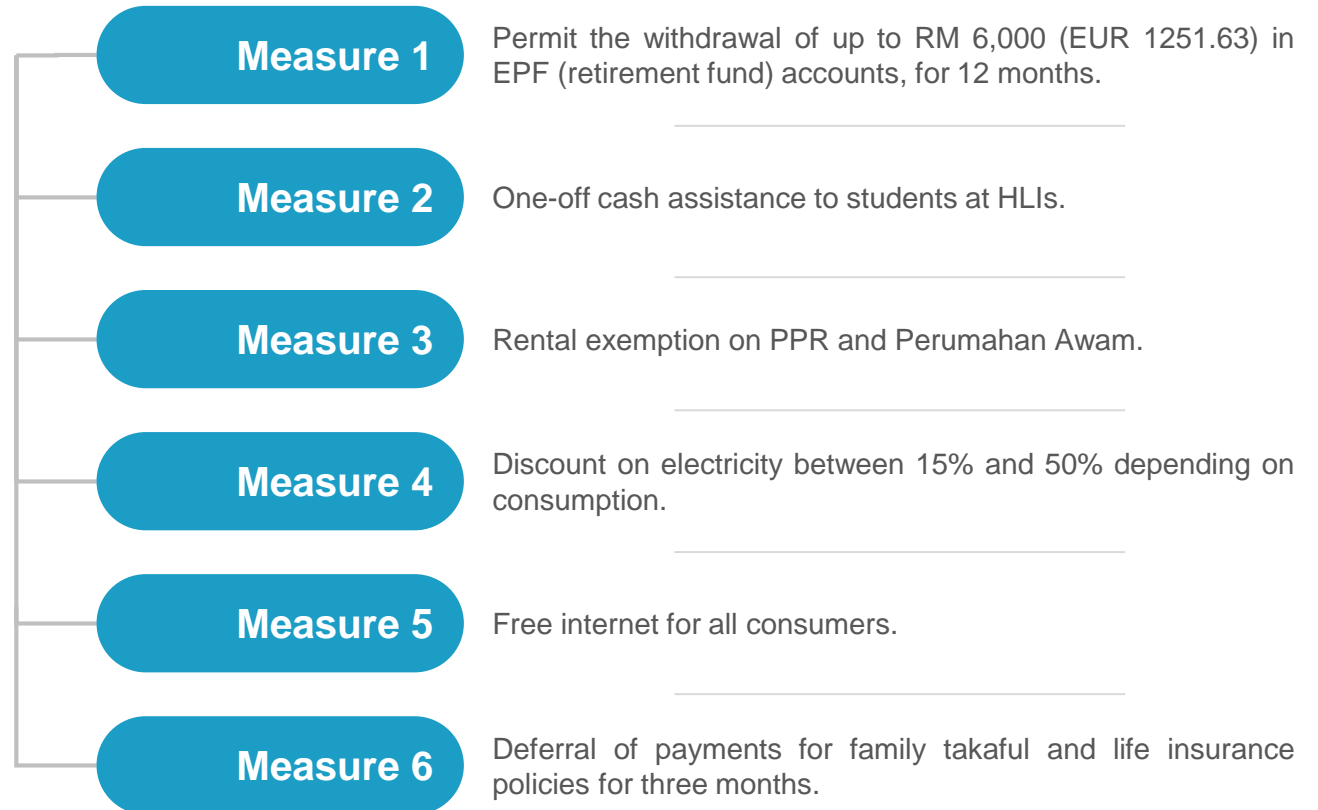 Measure 1
Permit the withdrawal of up to RM 6,000 (EUR 1251.63) in
EPF (retirement fund) accounts, for 12 months.
Measure 2
One-off cash assistance to students at HLIs.
Measure 3
Rental exemption on PPR and Perumahan Awam.
Measure 4
Discount on electricity between 15% and 50% depending on
consumption.
Measure 5
Free internet for all consumers.
Measure 6
Deferral of payments for family takaful and life insurance
policies for three months.